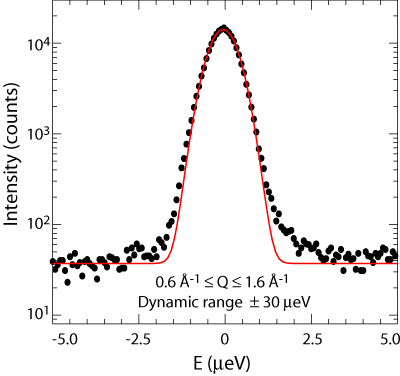 10⁴
10³
10²
10¹
Intensity (counts)
0.6 Å⁻¹ ≤ Q ≤ 1.6 Å⁻¹
Dynamic range ± 30 µeV
-5.0 -2.5 0 2.5 5.0
E (µeV)